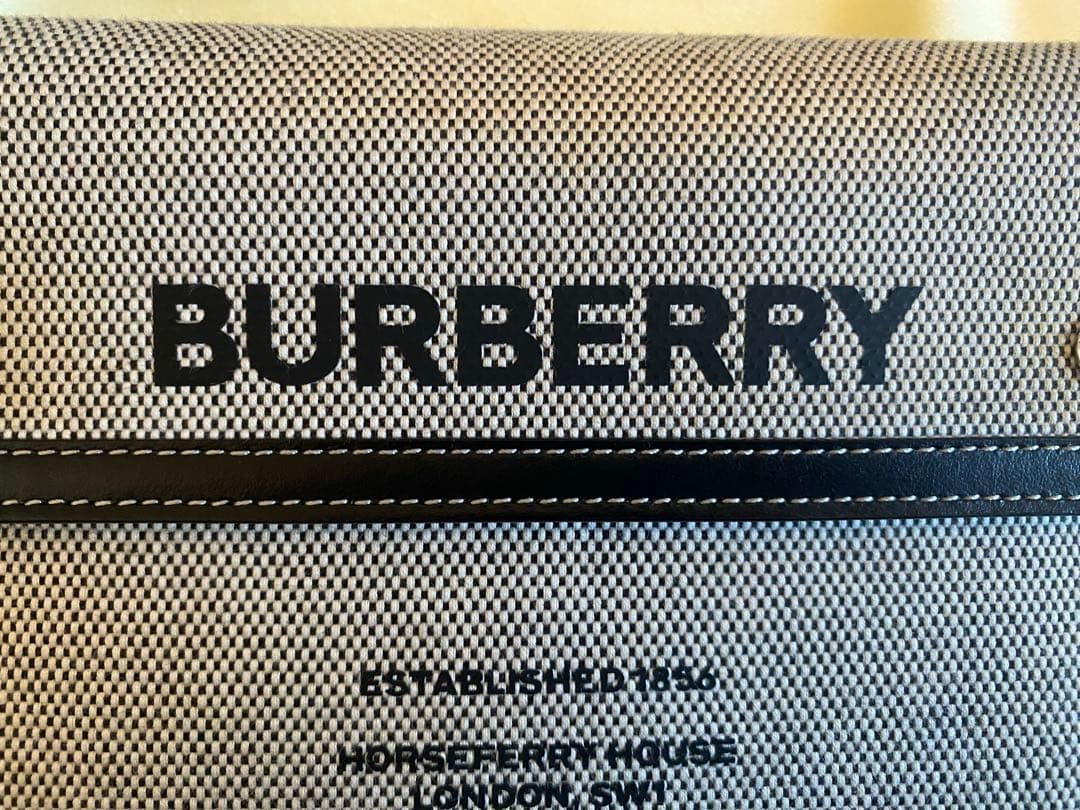 BURBERRY
ESTABLISHED 1856
HORSEFERRY HOUSE
LONDON, SW1